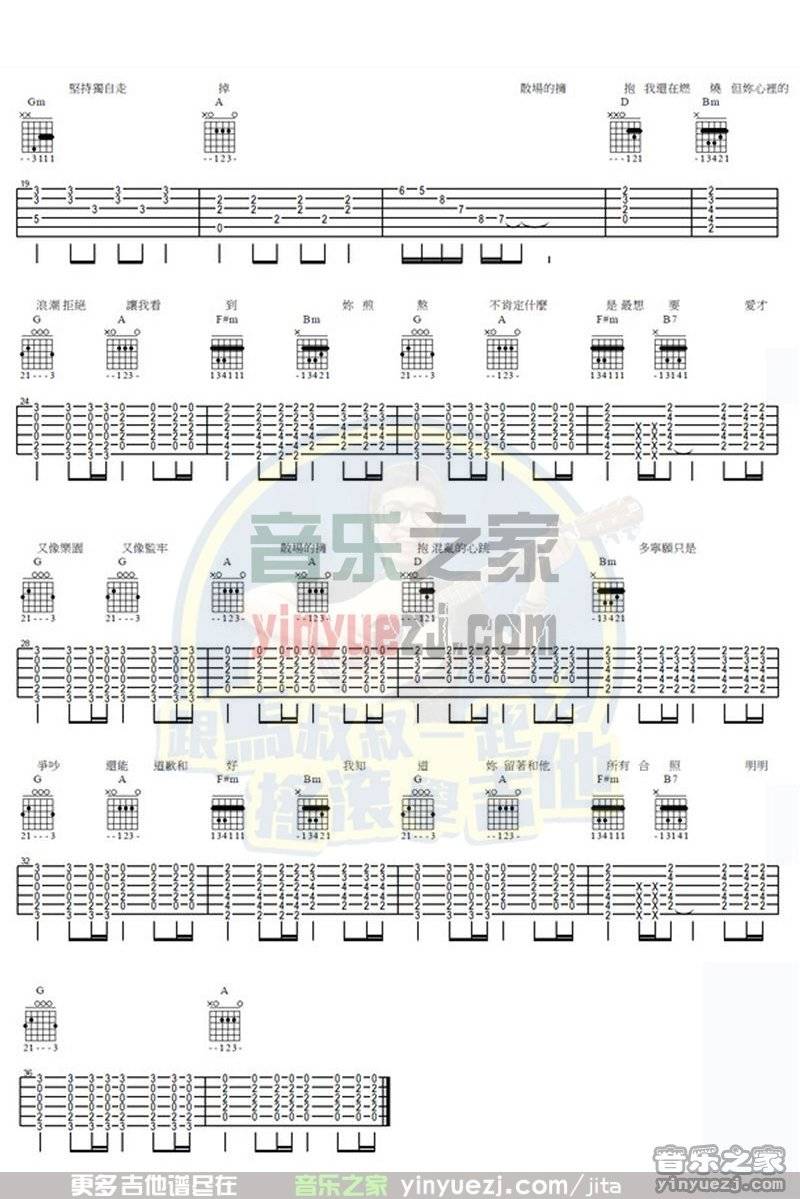 堅持獨自走 掉 散場的擁 抱 我還在燃 燒 但妳心裡的
Gm A D Bm
××
×○ ○
××○
×
--3111 --123- ---121 -13421
19
浪潮拒絕 讓我看 到 妳 煎 熬 不肯定什麼 是 最想 要 愛才
G A F#m Bm G A F#m B7
21---3 --123- 134111 -13421 21---3 --123- 134111 -13141
24
又像樂園 又像監牢 散場的擁 抱 混亂的心跳 多寧願只是
G G A A D Bm
21---3 21---3 --123- --123- ---121 -13421
音乐之家
yinyuezj.com
28
跟馬叔叔一起
搖滾學吉他
爭吵 還能 道歉和 好 我知 道 妳 留著和他 所有 合 照 明明
G A F#m Bm G A F#m B7
21---3 --123- 134111 -13421 21---3 --123- 134111 -13141
32
G A
21---3 --123-
36
音乐之家
yinyuezj.com
更多吉他谱尽在 音乐之家 yinyuezj.com/jita